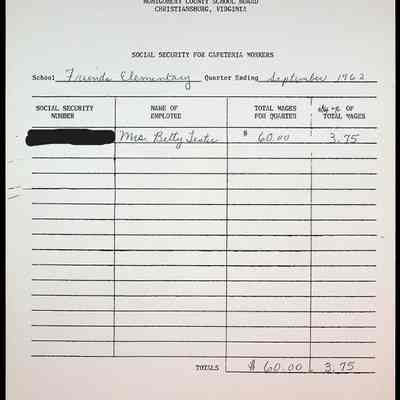 MONTGOMERY COUNTY SCHOOL BOARD
CHRISTIANSBURG, VIRGINIA
SOCIAL SECURITY FOR CAFETERIA WORKERS
School Friends Elementary Quarter Ending September 1962
SOCIAL SECURITY NUMBER
NAME OF EMPLOYEE
TOTAL WAGES FOR QUARTER
OF TOTAL WAGES
Mrs. Betty $ 60.00 3.75
TOTALS $ 60.00 3.75